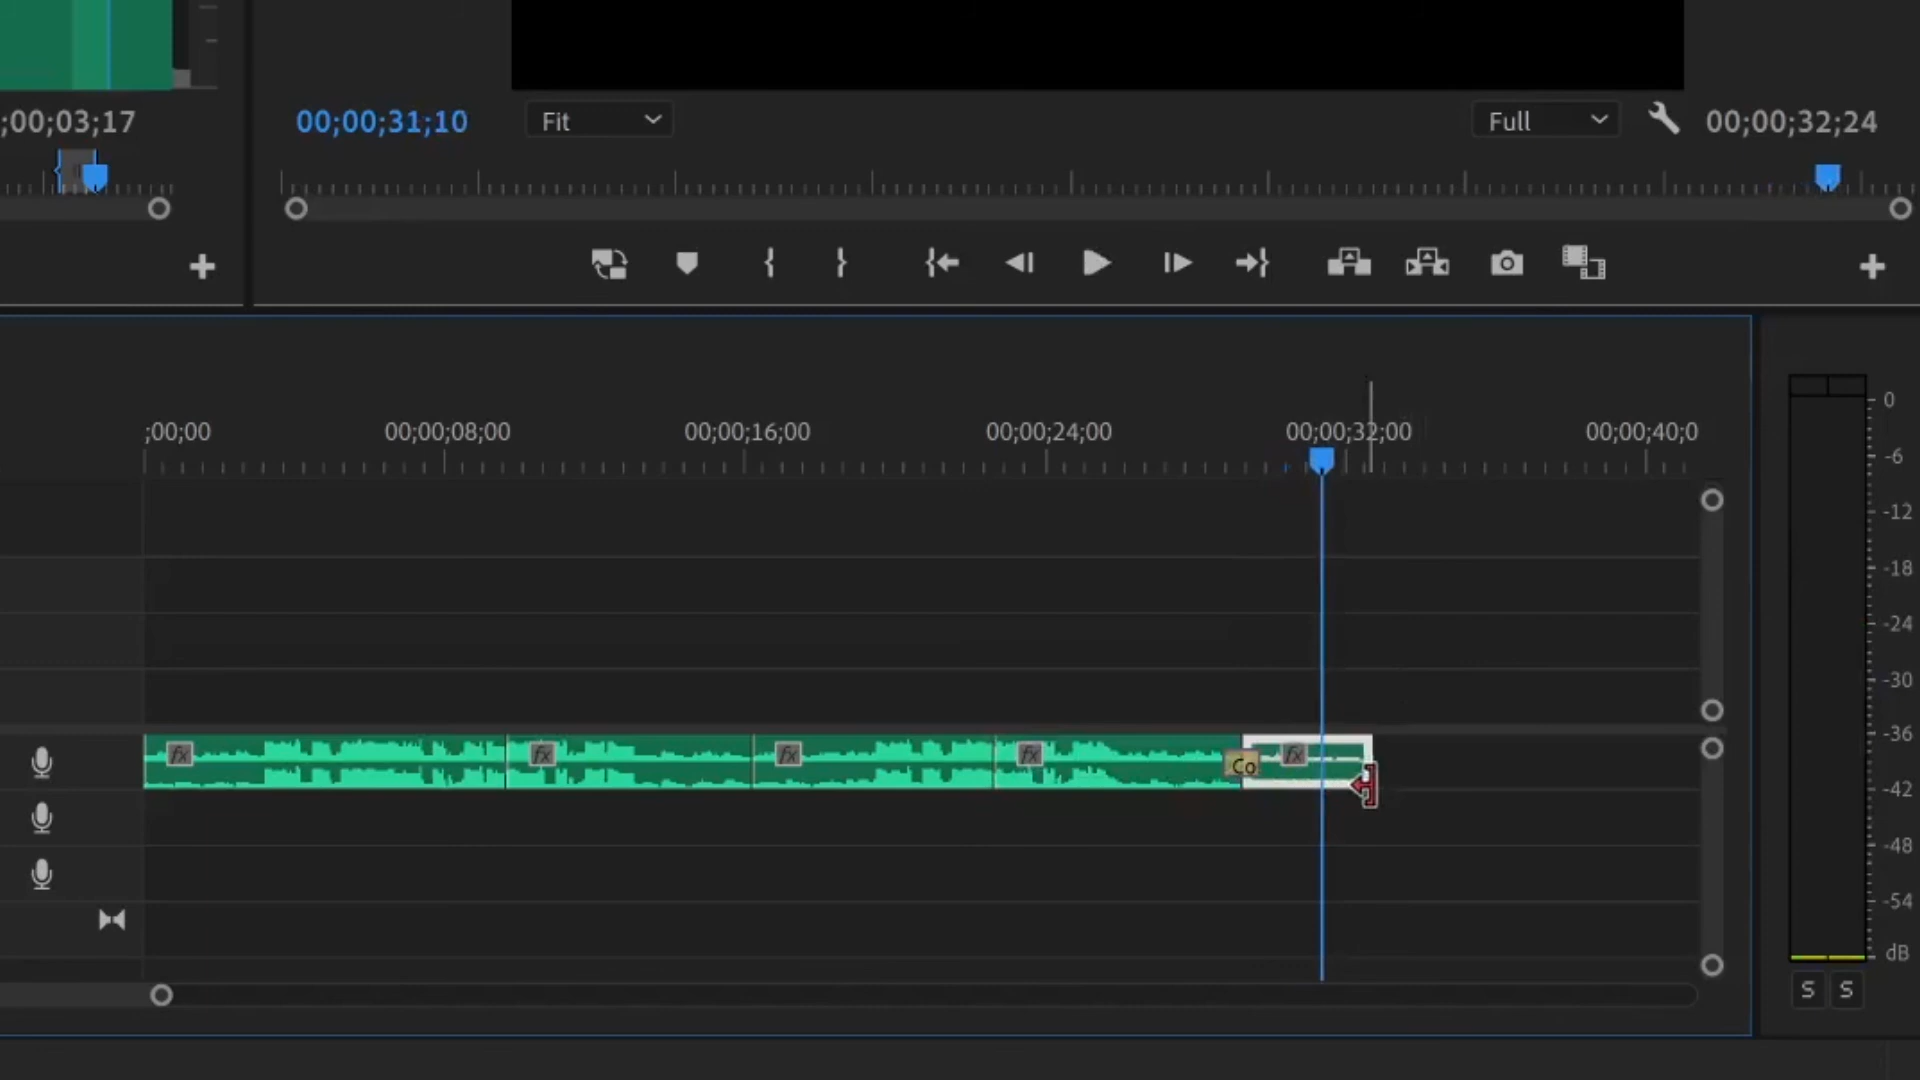 ;00;03;17
00;00;31;10
Fit
Full
00;00;32;24
;00;00
00;00;08;00
00;00;16;00
00;00;24;00
00;00;32;00
00;00;40;0
fx
fx
fx
fx
Co
fx
0
-6
-12
-18
-24
-30
-36
-42
-48
-54
dB
S S